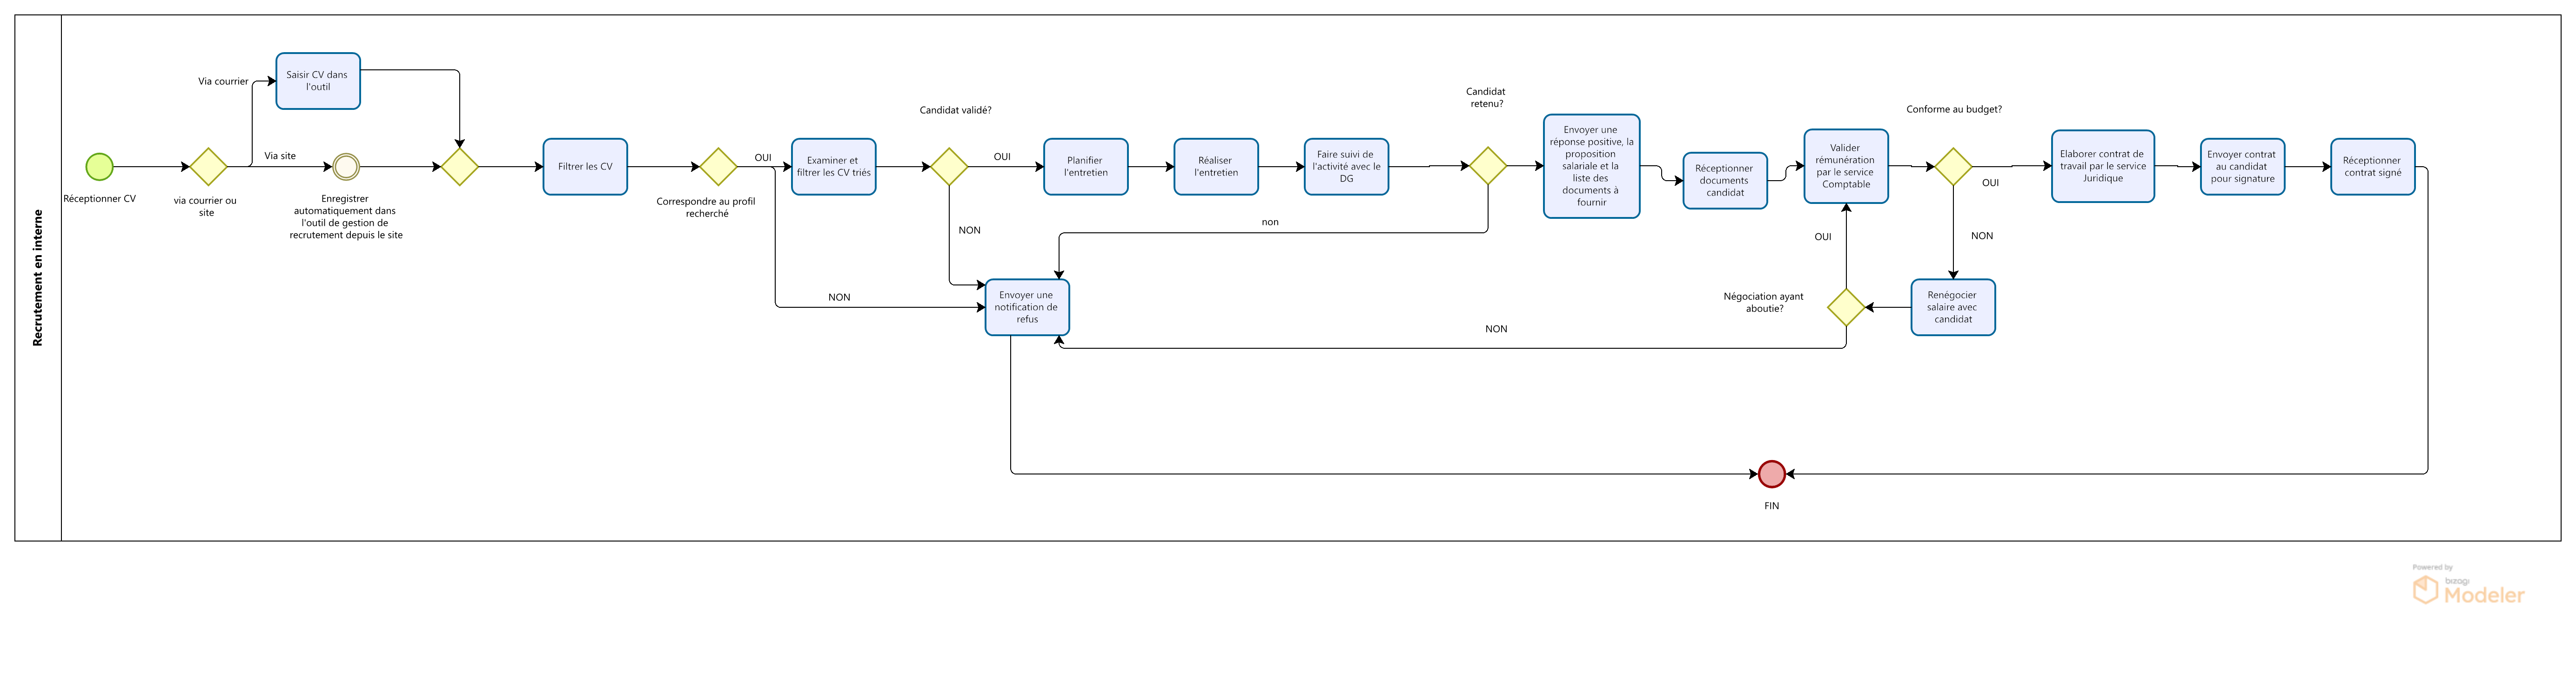 Recrutement en interne
Réceptionner CV
via courrier ou
site
Via courrier
Saisir CV dans
l'outil
Via site
Enregistrer
automatiquement dans
l'outil de gestion de
recrutement depuis le site
Filtrer les CV
Correspondre au profil
recherché
OUI
NON
Examiner et
filtrer les CV triés
Candidat validé?
OUI
NON
Planifier
l'entretien
Réaliser
l'entretien
Faire suivi de
l'activité avec le
DG
Candidat
retenu?
non
Envoyer une
notification de
refus
Envoyer une
réponse positive, la
proposition
salariale et la
liste des
documents à
fournir
Réceptionner
documents
candidat
Valider
rémunération
par le service
Comptable
Conforme au budget?
OUI
NON
Renégocier
salaire avec
candidat
Négociation ayant
aboutie?
OUI
NON
Elaborer contrat de
travail par le service
Juridique
Envoyer contrat
au candidat
pour signature
Réceptionner
contrat signé
FIN
Powered by
bizagi
Modeler